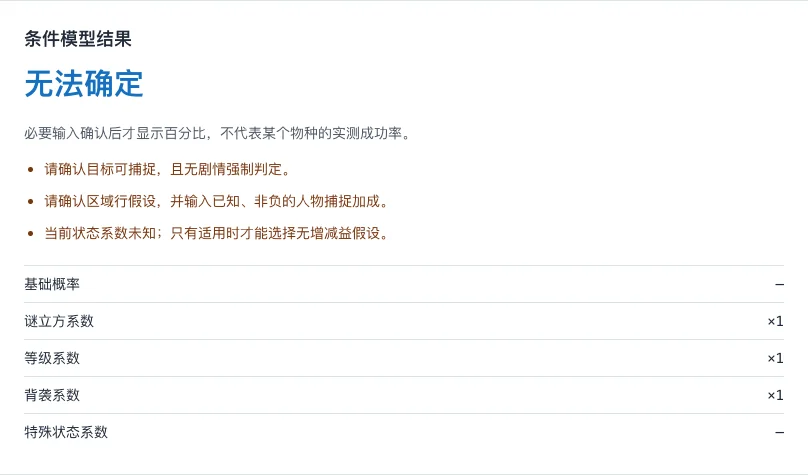 条件模型结果
无法确定
必要输入确认后才显示百分比，不代表某个物种的实测成功率。
• 请确认目标可捕捉，且无剧情强制判定。
• 请确认区域行假设，并输入已知、非负的人物捕捉加成。
• 当前状态系数未知；只有适用时才能选择无增减益假设。
基础概率 —
谜立方系数 ×1
等级系数 ×1
背袭系数 ×1
特殊状态系数 —